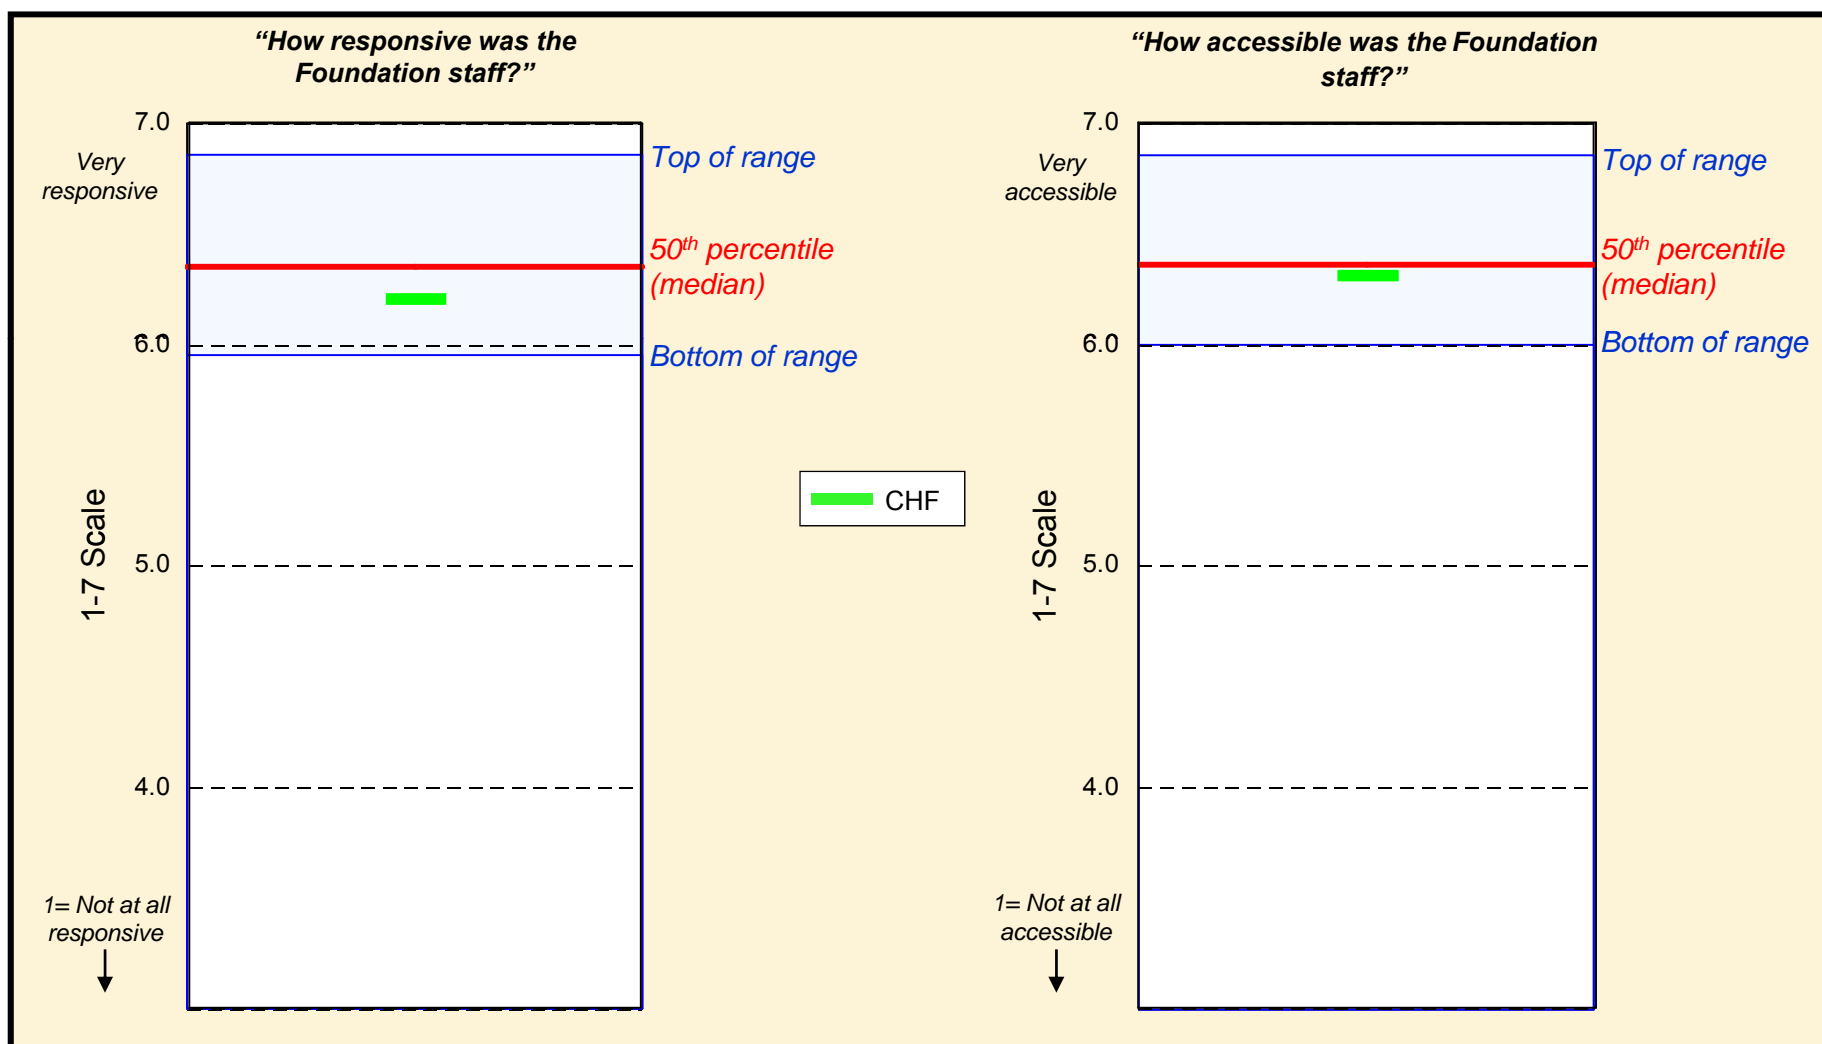 “How responsive was the
Foundation staff?”
7.0
Very
responsive
Top of range
50th percentile
(median)
6.0
Bottom of range
5.0
1-7 Scale
4.0
1= Not at all
responsive
CHF
“How accessible was the Foundation
staff?”
7.0
Very
accessible
Top of range
50th percentile
(median)
6.0
Bottom of range
5.0
1-7 Scale
4.0
1= Not at all
accessible